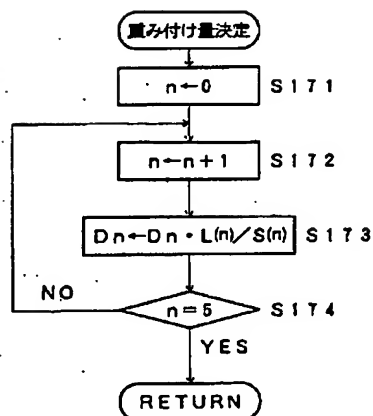 重み付け量決定
n←0 S171
n←n+1 S172
Dn←Dn・L(n)/S(n) S173
NO n=5 S174
YES
RETURN